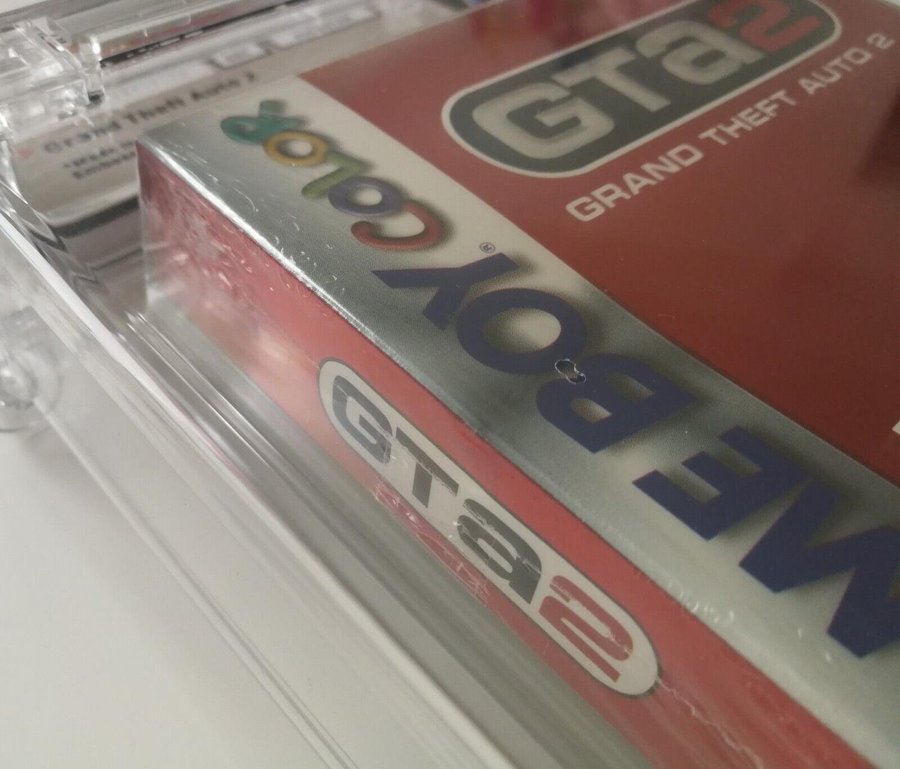 Grand Theft Auto 2
GTA2
GRAND THEFT AUTO 2
ME BOY®
COLOR
GTA2